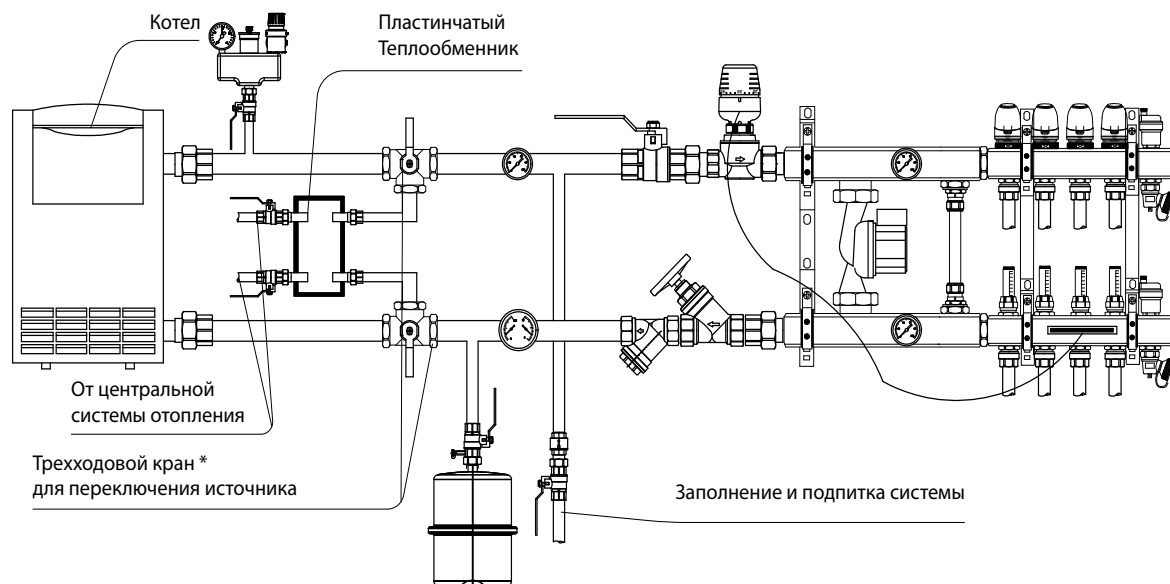 Котел
Пластинчатый
Теплообменник
От центральной
системы отопления
Трехходовой кран *
для переключения источника
Заполнение и подпитка системы